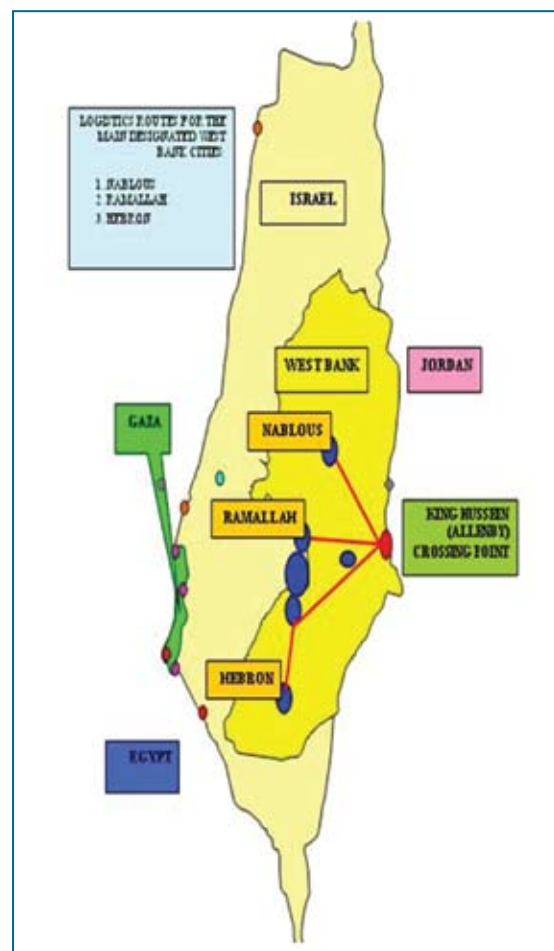 LOGISTICS ROUTES FOR THE
MAIN DESIGNATED WEST
BANK CITIES
1. NABLOUS
2. RAMALLAH
3. HEBRON
ISRAEL
WEST BANK
JORDAN
GAZA
NABLOUS
RAMALLAH
KING HUSSEIN
(ALLENBY)
CROSSING POINT
HEBRON
EGYPT